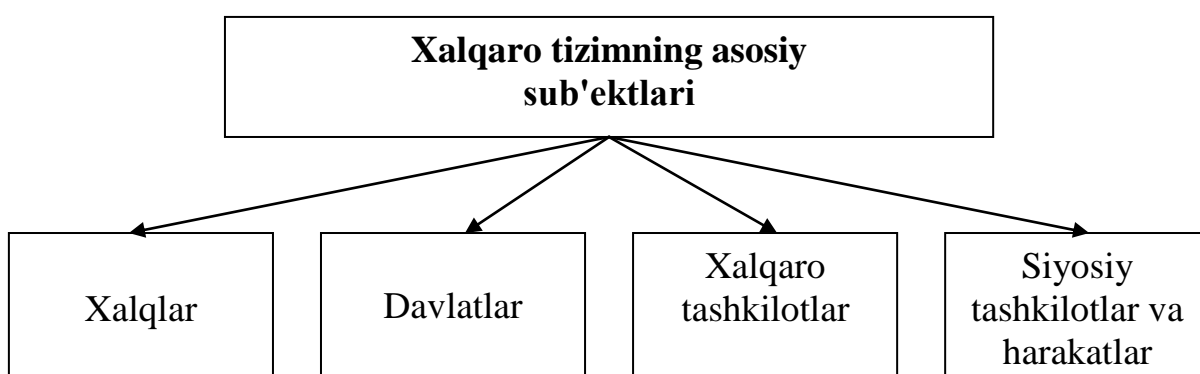 Xalqaro tizimning asosiy
sub'ektlari
Xalqlar
Davlatlar
Xalqaro
tashkilotlar
Siyosiy
tashkilotlar va
harakatlar